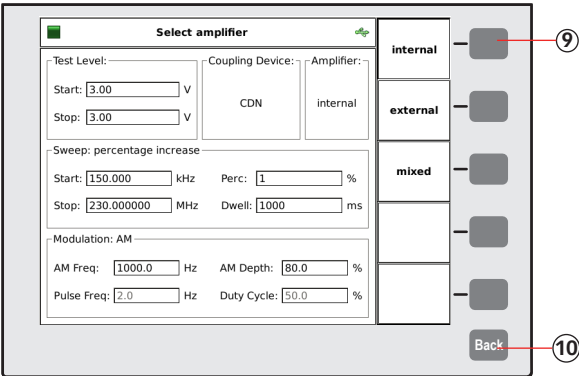 Select amplifier
Test Level:
Start: 3.00 V
Stop: 3.00 V
Coupling Device:
CDN
Amplifier:
internal
Sweep: percentage increase
Start: 150.000 kHz Perc: 1 %
Stop: 230.000000 MHz Dwell: 1000 ms
Modulation: AM
AM Freq: 1000.0 Hz AM Depth: 80.0 %
Pulse Freq: 2.0 Hz Duty Cycle: 50.0 %
internal
external
mixed
Back
9
10